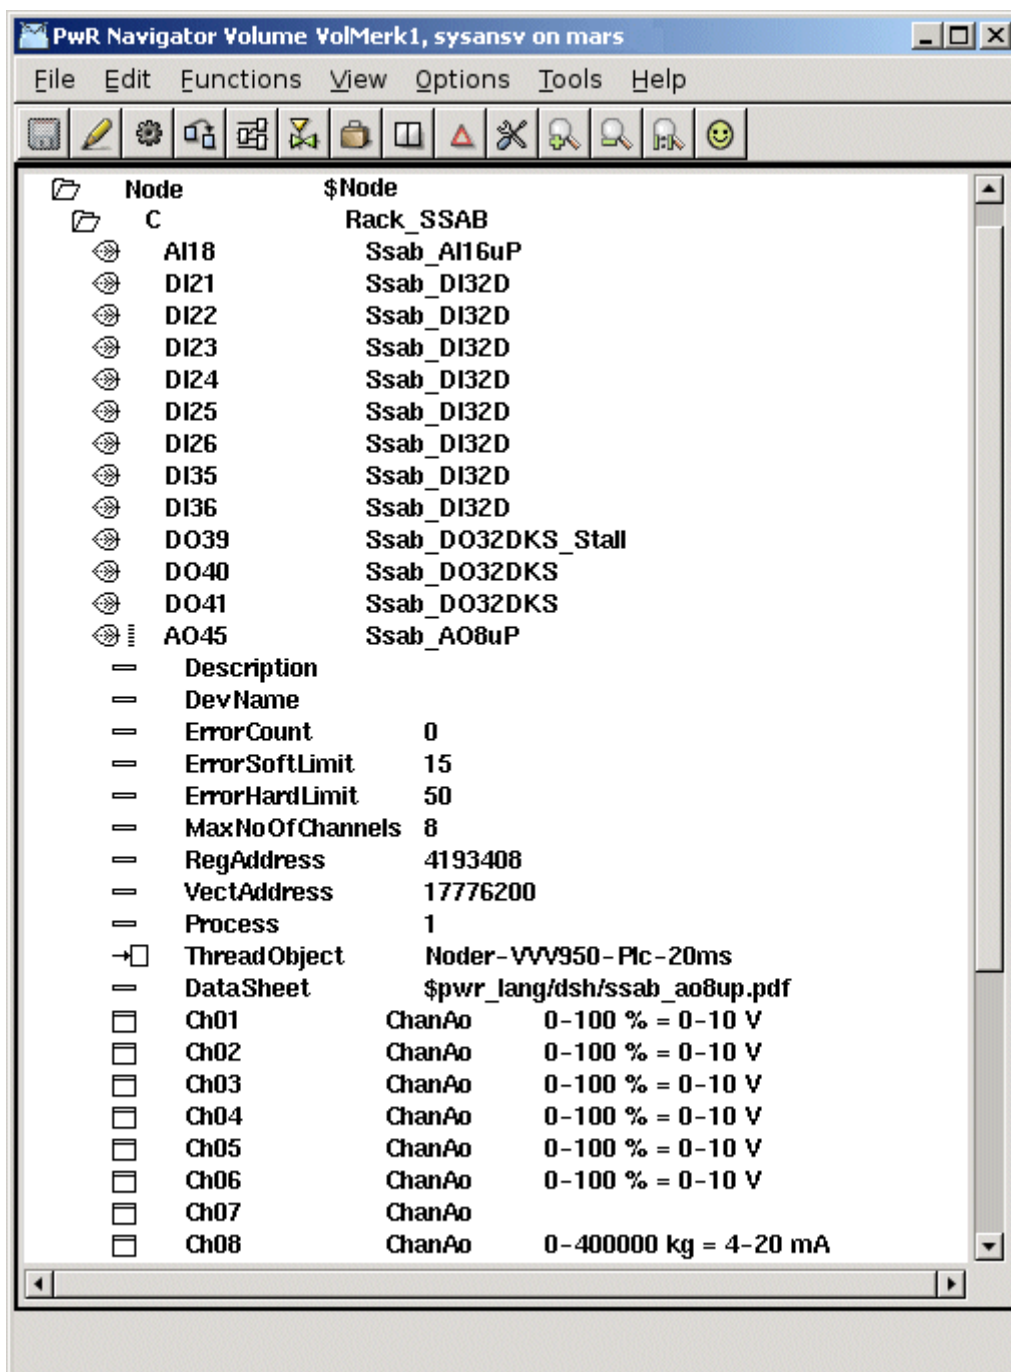 PwR Navigator Volume VolMerk1, sysansv on mars
File Edit Functions View Options Tools Help
Node $Node
C Rack_SSAB
AI18 Ssab_AI16uP
DI21 Ssab_DI32D
DI22 Ssab_DI32D
DI23 Ssab_DI32D
DI24 Ssab_DI32D
DI25 Ssab_DI32D
DI26 Ssab_DI32D
DI35 Ssab_DI32D
DI36 Ssab_DI32D
DO39 Ssab_DO32DKS_Stall
DO40 Ssab_DO32DKS
DO41 Ssab_DO32DKS
AO45 Ssab_AO8uP
Description
DevName
ErrorCount 0
ErrorSoftLimit 15
ErrorHardLimit 50
MaxNoOfChannels 8
RegAddress 4193408
VectAddress 17776200
Process 1
ThreadObject Noder-VVV950-Plc-20ms
DataSheet $pwr_lang/dsh/ssab_ao8up.pdf
Ch01 ChanAo 0-100 % = 0-10 V
Ch02 ChanAo 0-100 % = 0-10 V
Ch03 ChanAo 0-100 % = 0-10 V
Ch04 ChanAo 0-100 % = 0-10 V
Ch05 ChanAo 0-100 % = 0-10 V
Ch06 ChanAo 0-100 % = 0-10 V
Ch07 ChanAo
Ch08 ChanAo 0-400000 kg = 4-20 mA